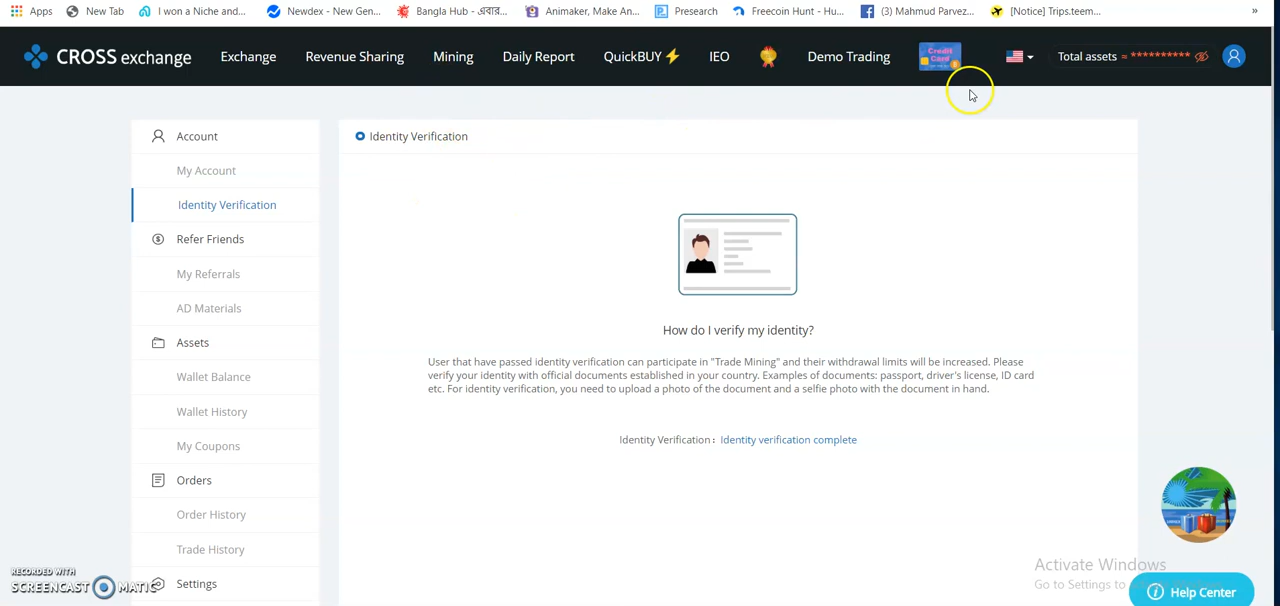 Apps New Tab I won a Niche and... Newdex - New Gen... Bangla Hub - এবার... Animaker, Make An... Presearch Freecoin Hunt - Hu... (3) Mahmud Parvez... [Notice] Trips.teem... »
CROSS exchange Exchange Revenue Sharing Mining Daily Report QuickBUY IEO Demo Trading Credit Card Total assets ≈ **********
Account
My Account
Identity Verification
Refer Friends
My Referrals
AD Materials
Assets
Wallet Balance
Wallet History
My Coupons
Orders
Order History
Trade History
Settings
Identity Verification
How do I verify my identity?
User that have passed identity verification can participate in "Trade Mining" and their withdrawal limits will be increased. Please
verify your identity with official documents established in your country. Examples of documents: passport, driver's license, ID card
etc. For identity verification, you need to upload a photo of the document and a selfie photo with the document in hand.
Identity Verification : Identity verification complete
Activate Windows
Go to Settings to
Help Center
RECORDED WITH
SCREENCAST MATIC